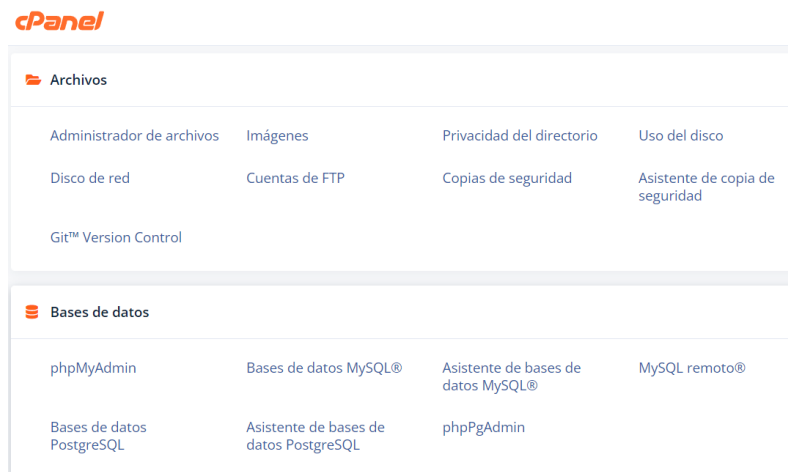 cPanel
Archivos
Administrador de archivos
Imágenes
Privacidad del directorio
Uso del disco
Disco de red
Cuentas de FTP
Copias de seguridad
Asistente de copia de
seguridad
Git™ Version Control
Bases de datos
phpMyAdmin
Bases de datos MySQL®
Asistente de bases de
datos MySQL®
MySQL remoto®
Bases de datos
PostgreSQL
Asistente de bases de
datos PostgreSQL
phpPgAdmin